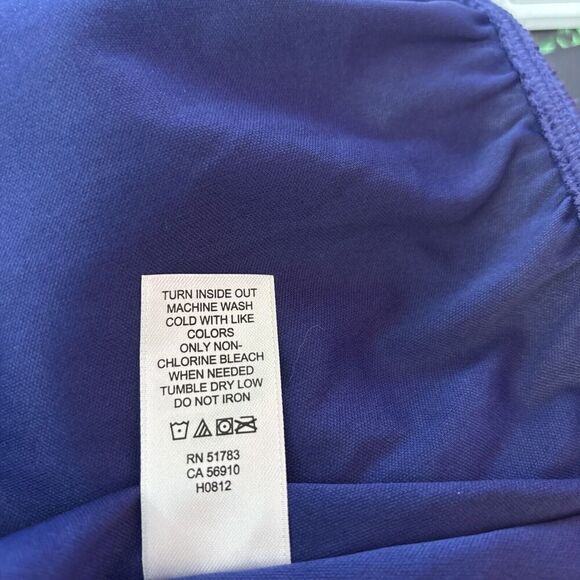 TURN INSIDE OUT
MACHINE WASH
COLD WITH LIKE
COLORS
ONLY NON-
CHLORINE BLEACH
WHEN NEEDED
TUMBLE DRY LOW
DO NOT IRON
RN 51783
CA 56910
H0812